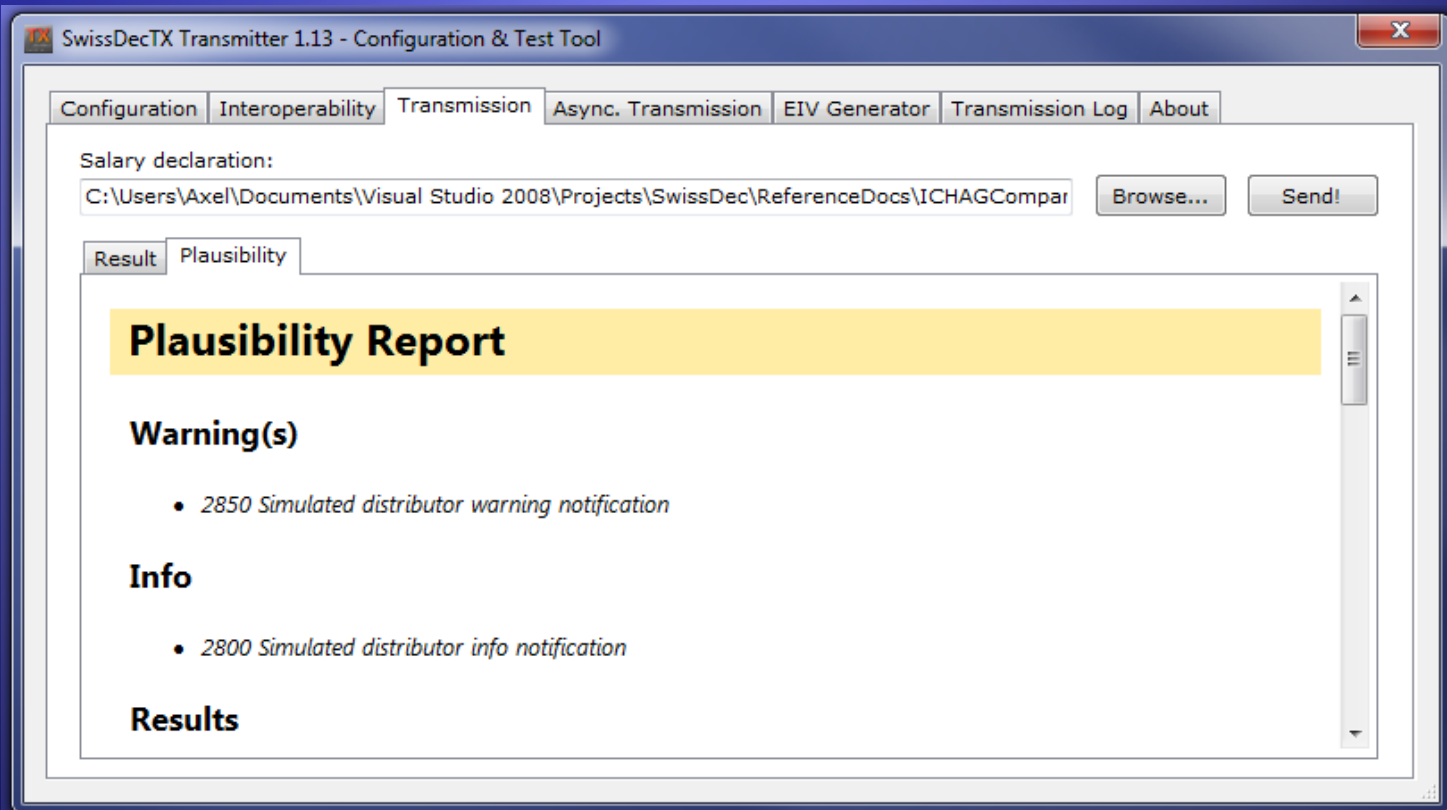 TX SwissDecTX Transmitter 1.13 - Configuration & Test Tool
Configuration Interoperability Transmission Async. Transmission EIV Generator Transmission Log About
Salary declaration:
C:\Users\Axel\Documents\Visual Studio 2008\Projects\SwissDec\ReferenceDocs\ICHAGCompar Browse... Send!
Result Plausibility
Plausibility Report
Warning(s)
• 2850 Simulated distributor warning notification
Info
• 2800 Simulated distributor info notification
Results